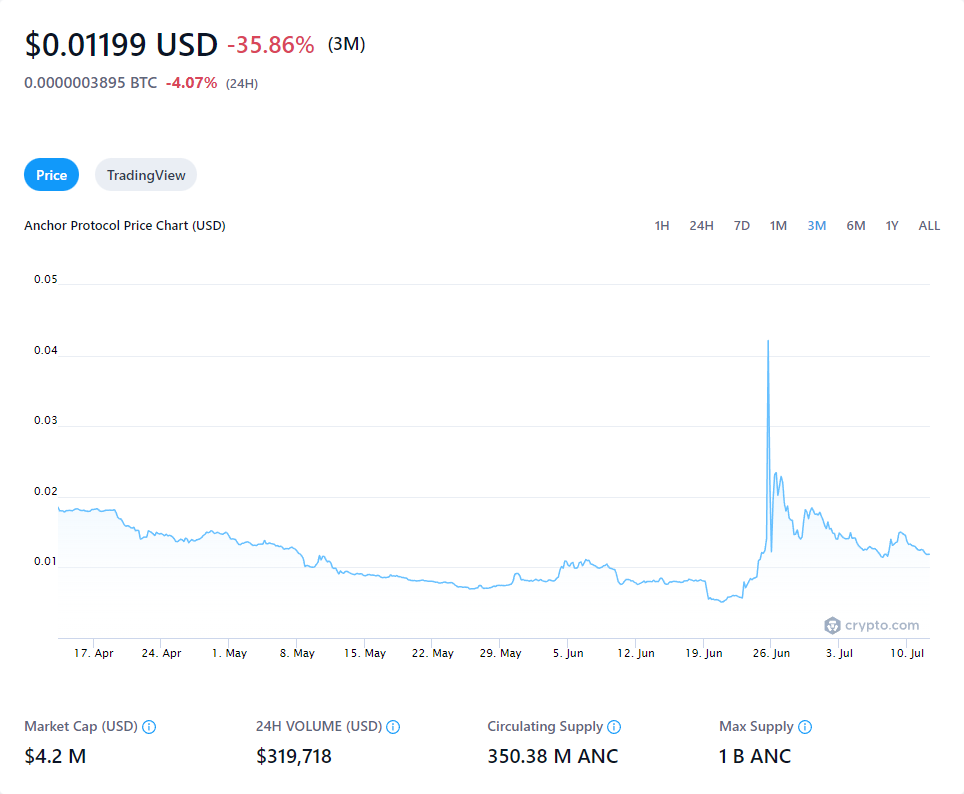 $0.01199 USD -35.86% (3M)
0.0000003895 BTC -4.07% (24H)
Price TradingView
Anchor Protocol Price Chart (USD) 1H 24H 7D 1M 3M 6M 1Y ALL
0.05
0.04
0.03
0.02
0.01
crypto.com
17. Apr 24. Apr 1. May 8. May 15. May 22. May 29. May 5. Jun 12. Jun 19. Jun 26. Jun 3. Jul 10. Jul
Market Cap (USD) 24H VOLUME (USD) Circulating Supply Max Supply
$4.2 M $319,718 350.38 M ANC 1 B ANC